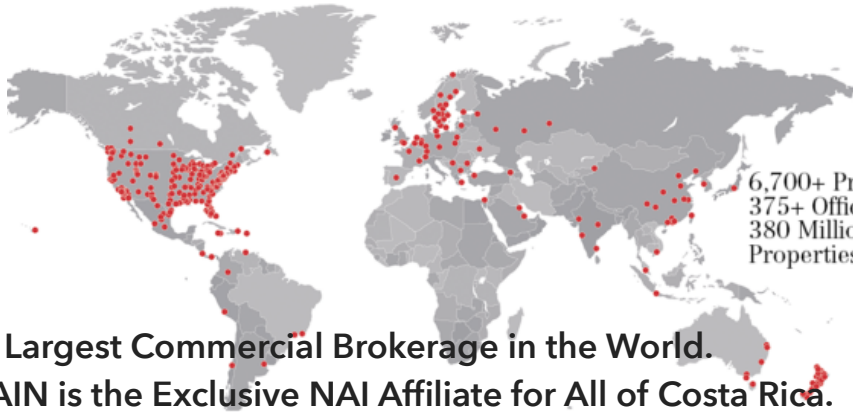 6,700+ Pr
375+ Offic
380 Millio
Properties
Largest Commercial Brokerage in the World.
AIN is the Exclusive NAI Affiliate for All of Costa Rica.